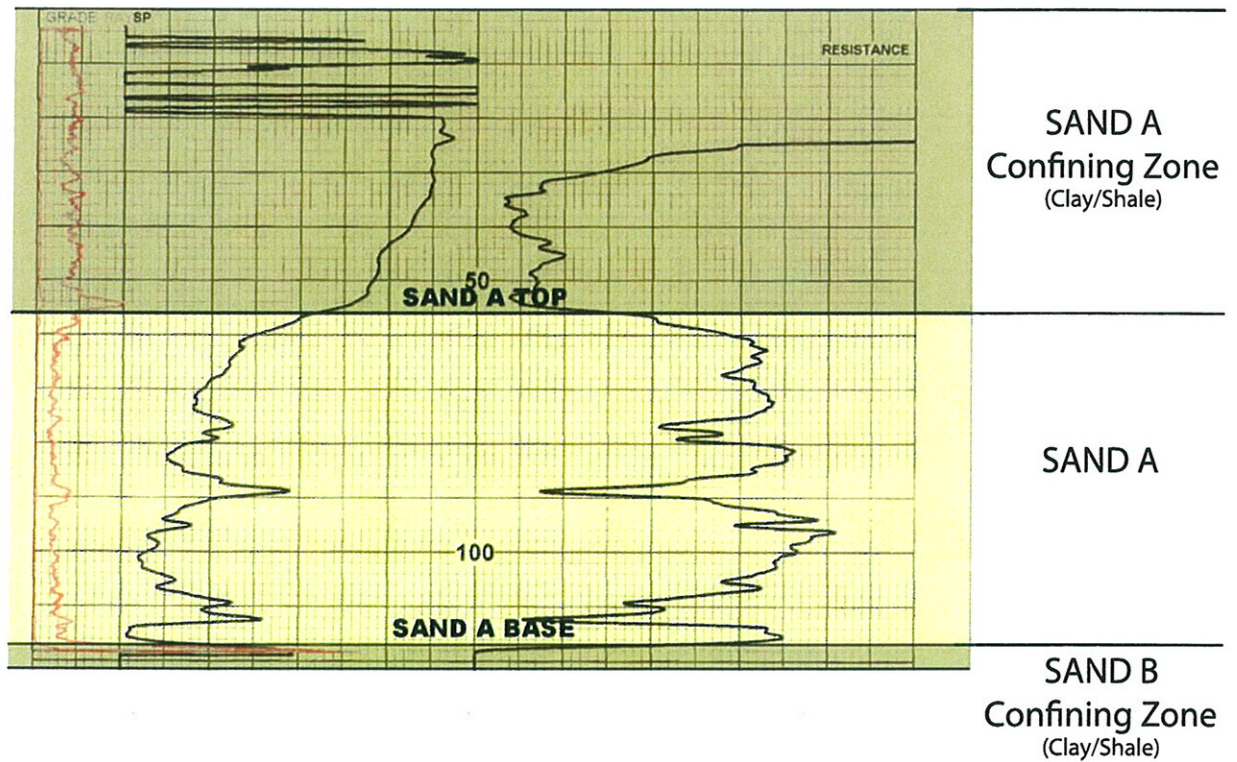 GRADE RAY SP
RESISTANCE
SAND A
Confining Zone
(Clay/Shale)
50
SAND A TOP
SAND A
100
SAND A BASE
SAND B
Confining Zone
(Clay/Shale)